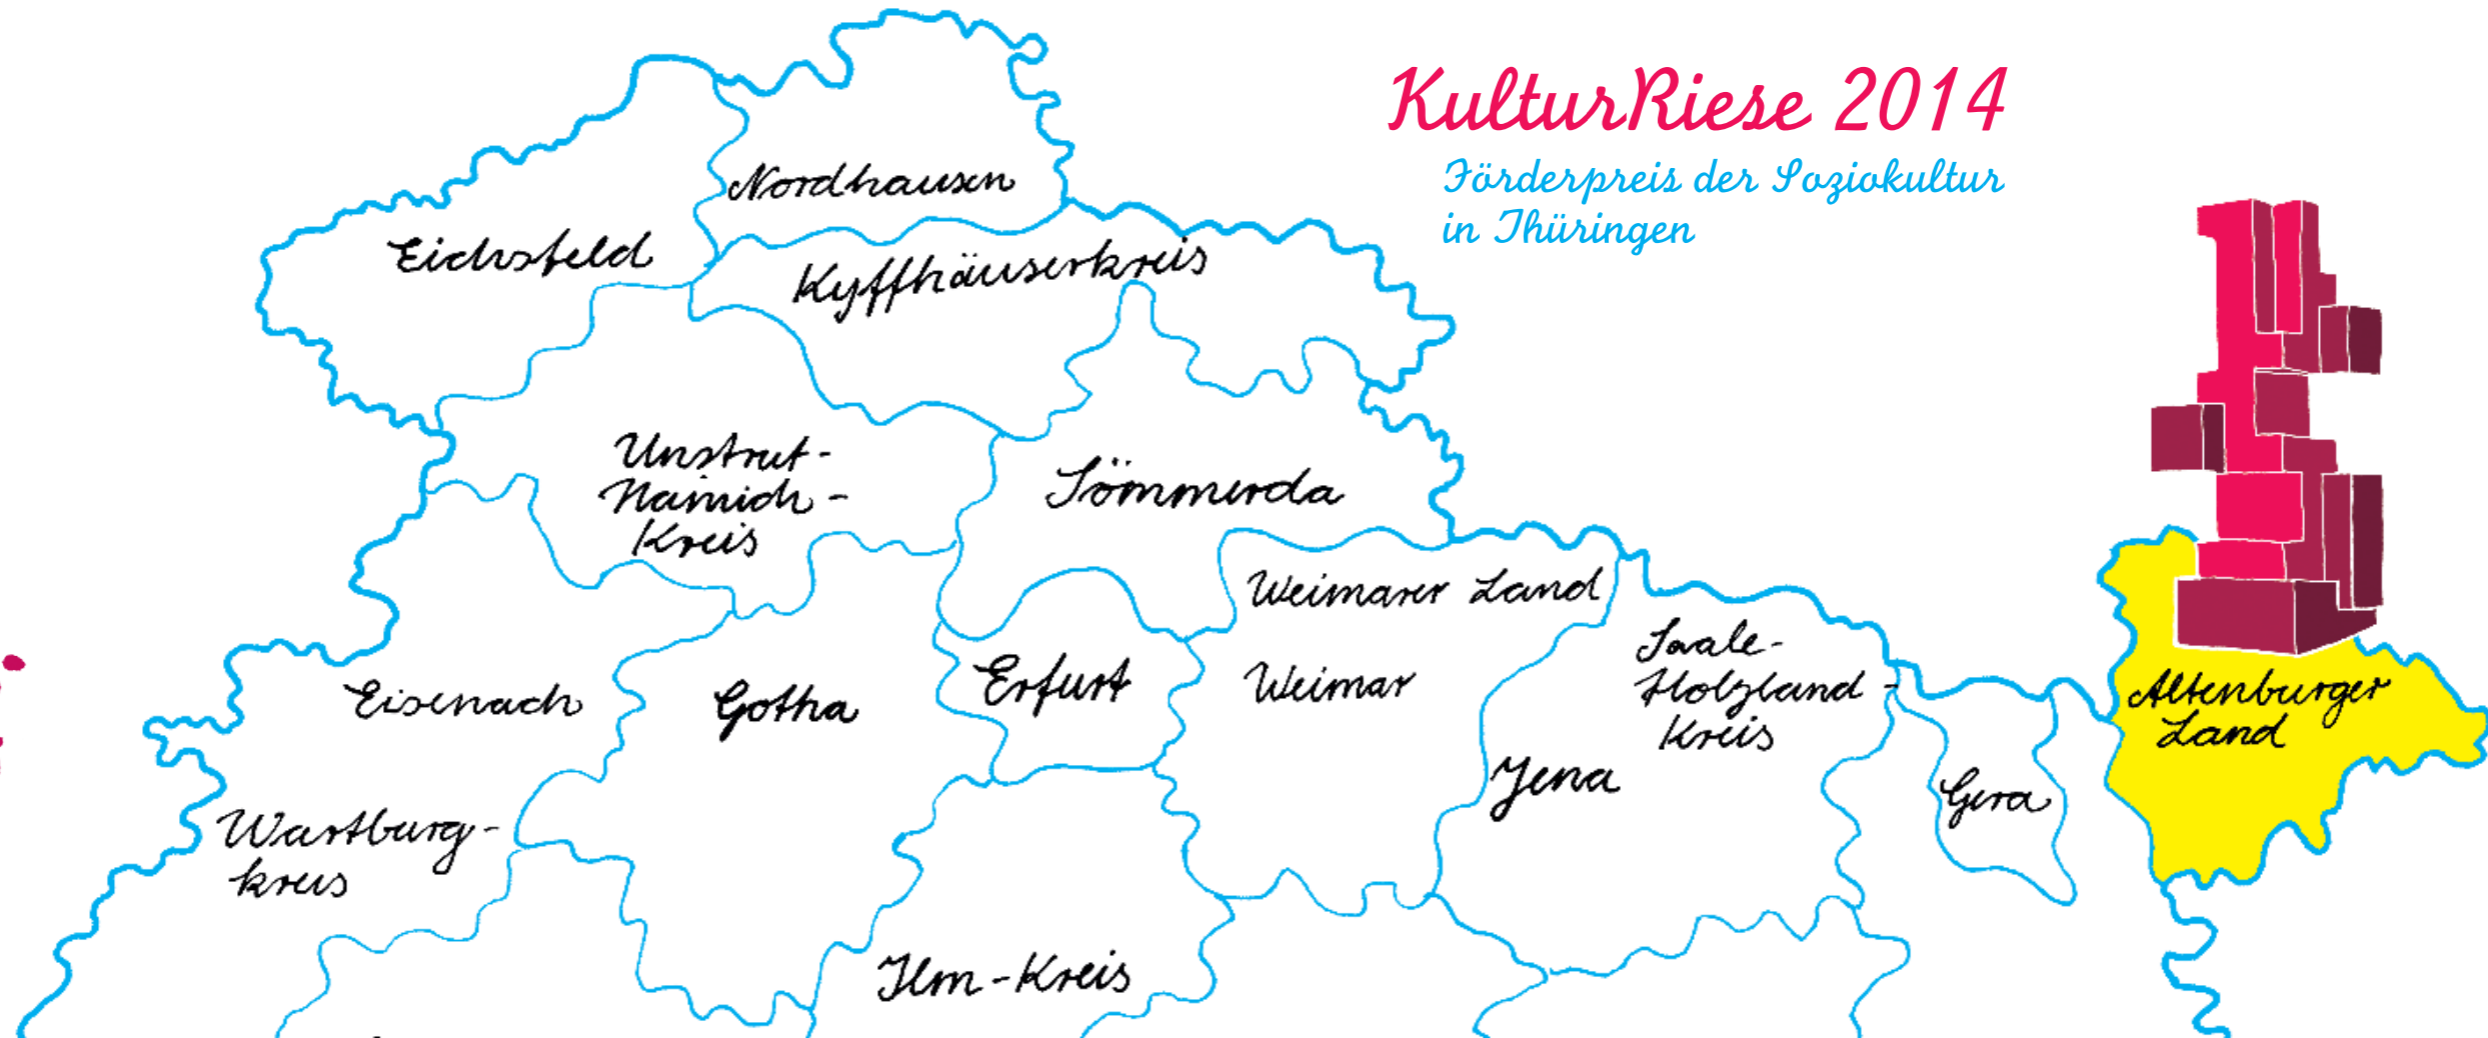 KulturRiese 2014
Förderpreis der Soziokultur
in Thüringen
Nordhausen
Eichsfeld
Kyffhäuserkreis
Unstrut-
Hainich-
Kreis
Sömmerda
Weimarer Land
Eisenach
Gotha
Erfurt
Weimar
Saale-
Holzland-
Kreis
Jena
Gera
Altenburger
Land
Wartburg-
kreis
Ilm-Kreis